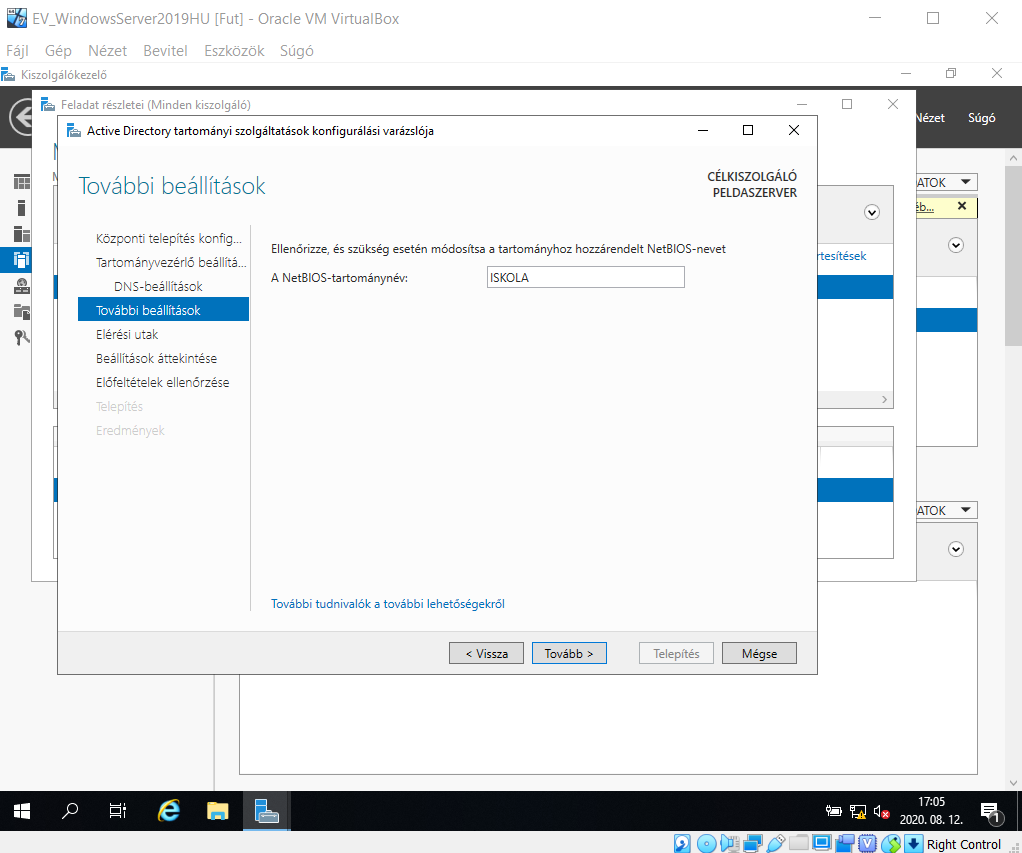 EV_WindowsServer2019HU [Fut] - Oracle VM VirtualBox
Fájl Gép Nézet Bevitel Eszközök Súgó
Kiszolgálókezelő
Feladat részletei (Minden kiszolgáló)
Nézet Súgó
Active Directory tartományi szolgáltatások konfigurálási varázslója
További beállítások
CÉLKISZOLGÁLÓ
PELDASZERVER
Központi telepítés konfig...
Tartományvezérlő beállítá...
DNS-beállítások
További beállítások
Elérési utak
Beállítások áttekintése
Előfeltételek ellenőrzése
Telepítés
Eredmények
Ellenőrizze, és szükség esetén módosítsa a tartományhoz hozzárendelt NetBIOS-nevet
A NetBIOS-tartománynév:
ISKOLA
További tudnivalók a további lehetőségekről
< Vissza
Tovább >
Telepítés
Mégse
17:05
2020. 08. 12.
1
Right Control